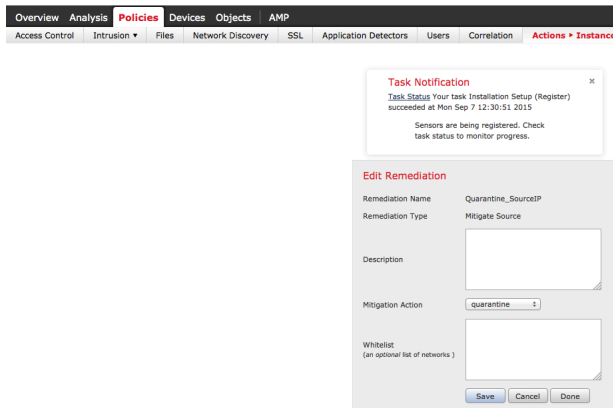 Overview Analysis Policies Devices Objects AMP
Access Control Intrusion ▾ Files Network Discovery SSL Application Detectors Users Correlation Actions ▸ Instance
Task Notification ×
Task Status Your task Installation Setup (Register)
succeeded at Mon Sep 7 12:30:51 2015
Sensors are being registered. Check
task status to monitor progress.
Edit Remediation
Remediation Name Quarantine_SourceIP
Remediation Type Mitigate Source
Description
Mitigation Action quarantine
Whitelist
(an optional list of networks )
Save Cancel Done